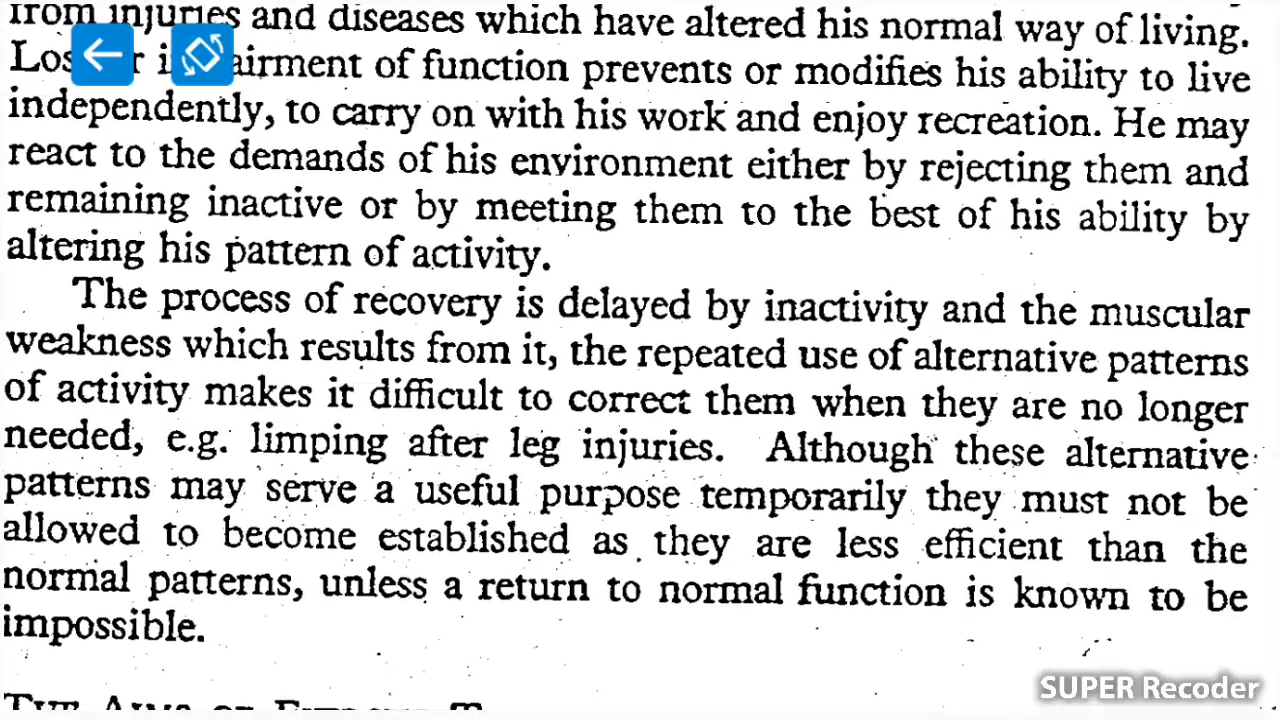 from injuries and diseases which have altered his normal way of living.
airment of function prevents or modifies his ability to live
independently, to carry on with his work and enjoy recreation. He may
react to the demands of his environment either by rejecting them and
remaining inactive or by meeting them to the best of his ability by
altering his pattern of activity.
The process of recovery is delayed by inactivity and the muscular
weakness which results from it, the repeated use of alternative patterns
of activity makes it difficult to correct them when they are no longer
needed, e.g. limping after leg injuries. Although these alternative
patterns may serve a useful purpose temporarily they must not be
allowed to become established as they are less efficient than the
normal patterns, unless a return to normal function is known to be
impossible.
SUPER Recoder